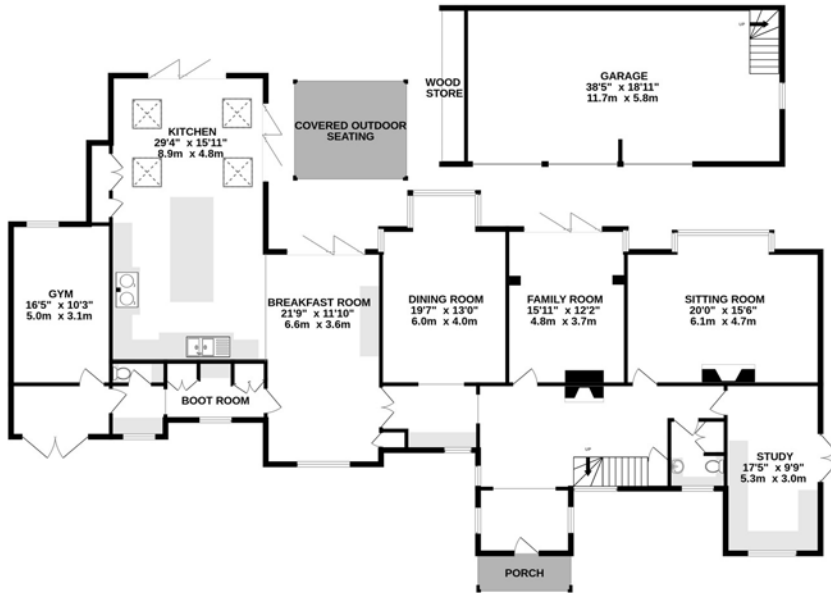 WOOD
STORE
GARAGE
38'5" x 18'11"
11.7m x 5.8m
UP
KITCHEN
29'4" x 15'11"
8.9m x 4.8m
COVERED OUTDOOR
SEATING
GYM
16'5" x 10'3"
5.0m x 3.1m
BREAKFAST ROOM
21'9" x 11'10"
6.6m x 3.6m
DINING ROOM
19'7" x 13'0"
6.0m x 4.0m
FAMILY ROOM
15'11" x 12'2"
4.8m x 3.7m
SITTING ROOM
20'0" x 15'6"
6.1m x 4.7m
BOOT ROOM
UP
STUDY
17'5" x 9'9"
5.3m x 3.0m
PORCH